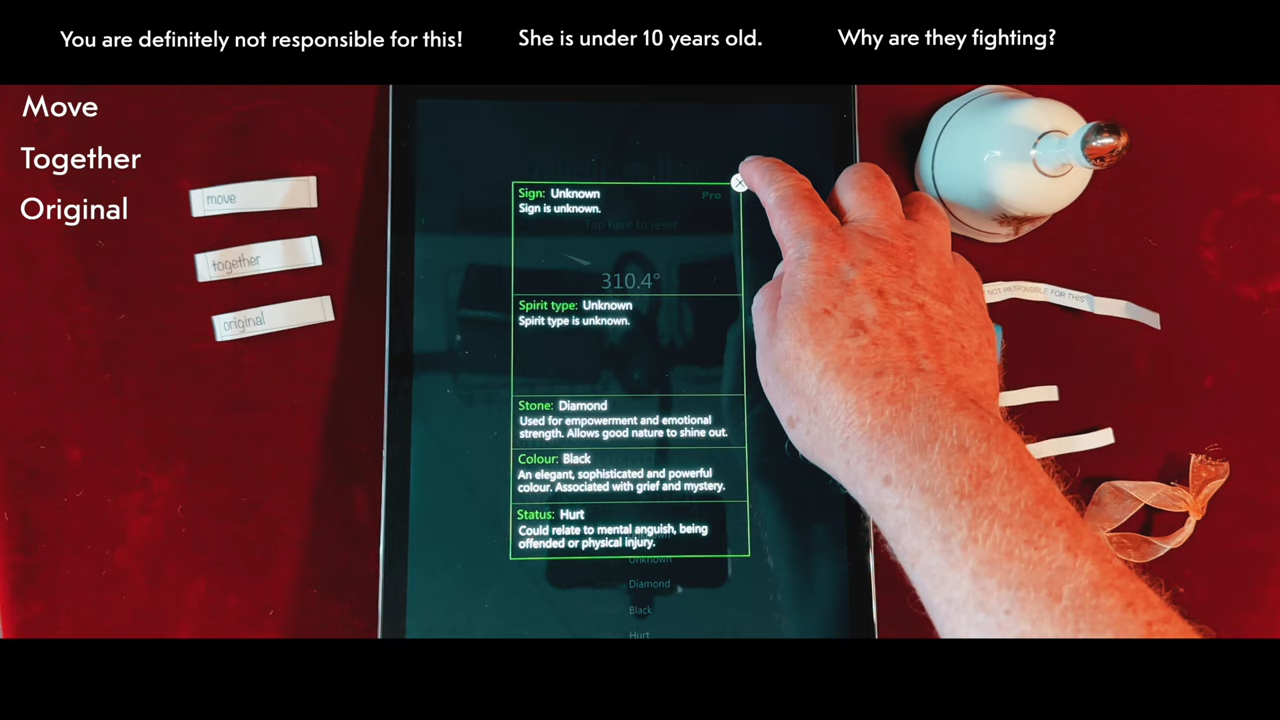 You are definitely not responsible for this!
She is under 10 years old.
Why are they fighting?
Move
Together
Original
move
together
original
Sign: Unknown
Pro
Sign is unknown.
Tap here to reset
310.4°
Spirit type: Unknown
Spirit type is unknown.
NOT RESPONSIBLE FOR THIS
Stone: Diamond
Used for empowerment and emotional
strength. Allows good nature to shine out.
Colour: Black
An elegant, sophisticated and powerful
colour. Associated with grief and mystery.
Status: Hurt
Could relate to mental anguish, being
offended or physical injury.
Unknown
Diamond
Black
Hurt